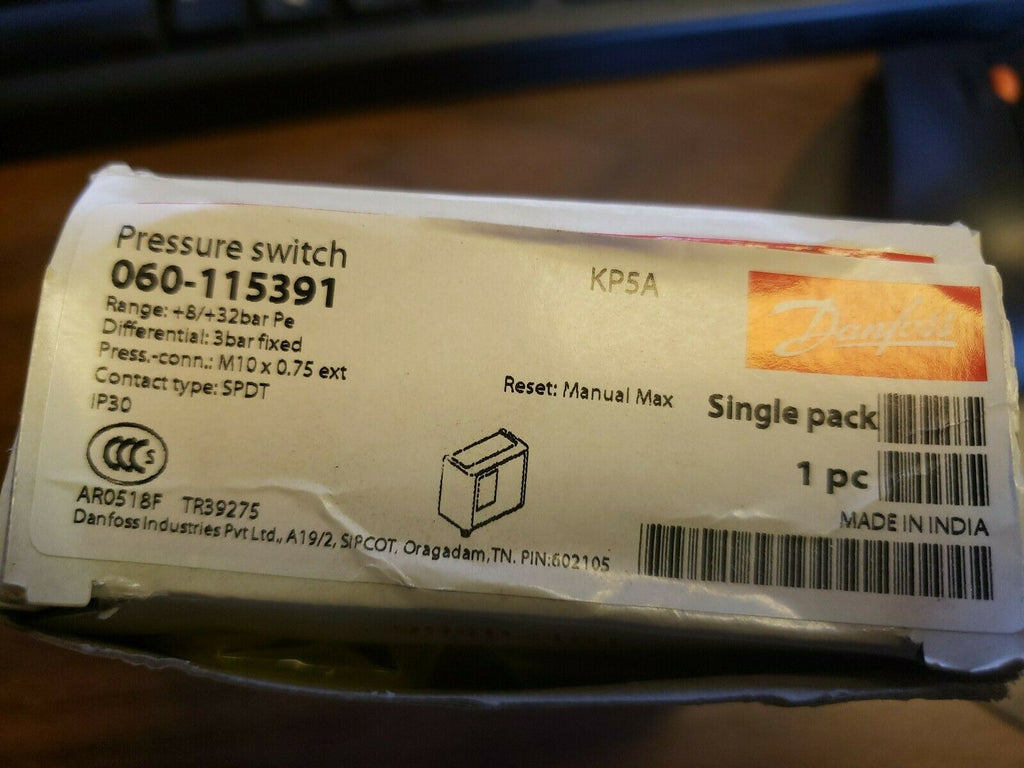 Pressure switch
060-115391
KP5A
Danfoss
Range: +8/+32bar Pe
Differential: 3bar fixed
Press.-conn.: M10 x 0.75 ext
Contact type: SPDT
Reset: Manual Max
Single pack
IP30
CCC S
1 pc
AR0518F TR39275
MADE IN INDIA
Danfoss Industries Pvt Ltd., A19/2, SIPCOT, Oragadam,TN. PIN:602105